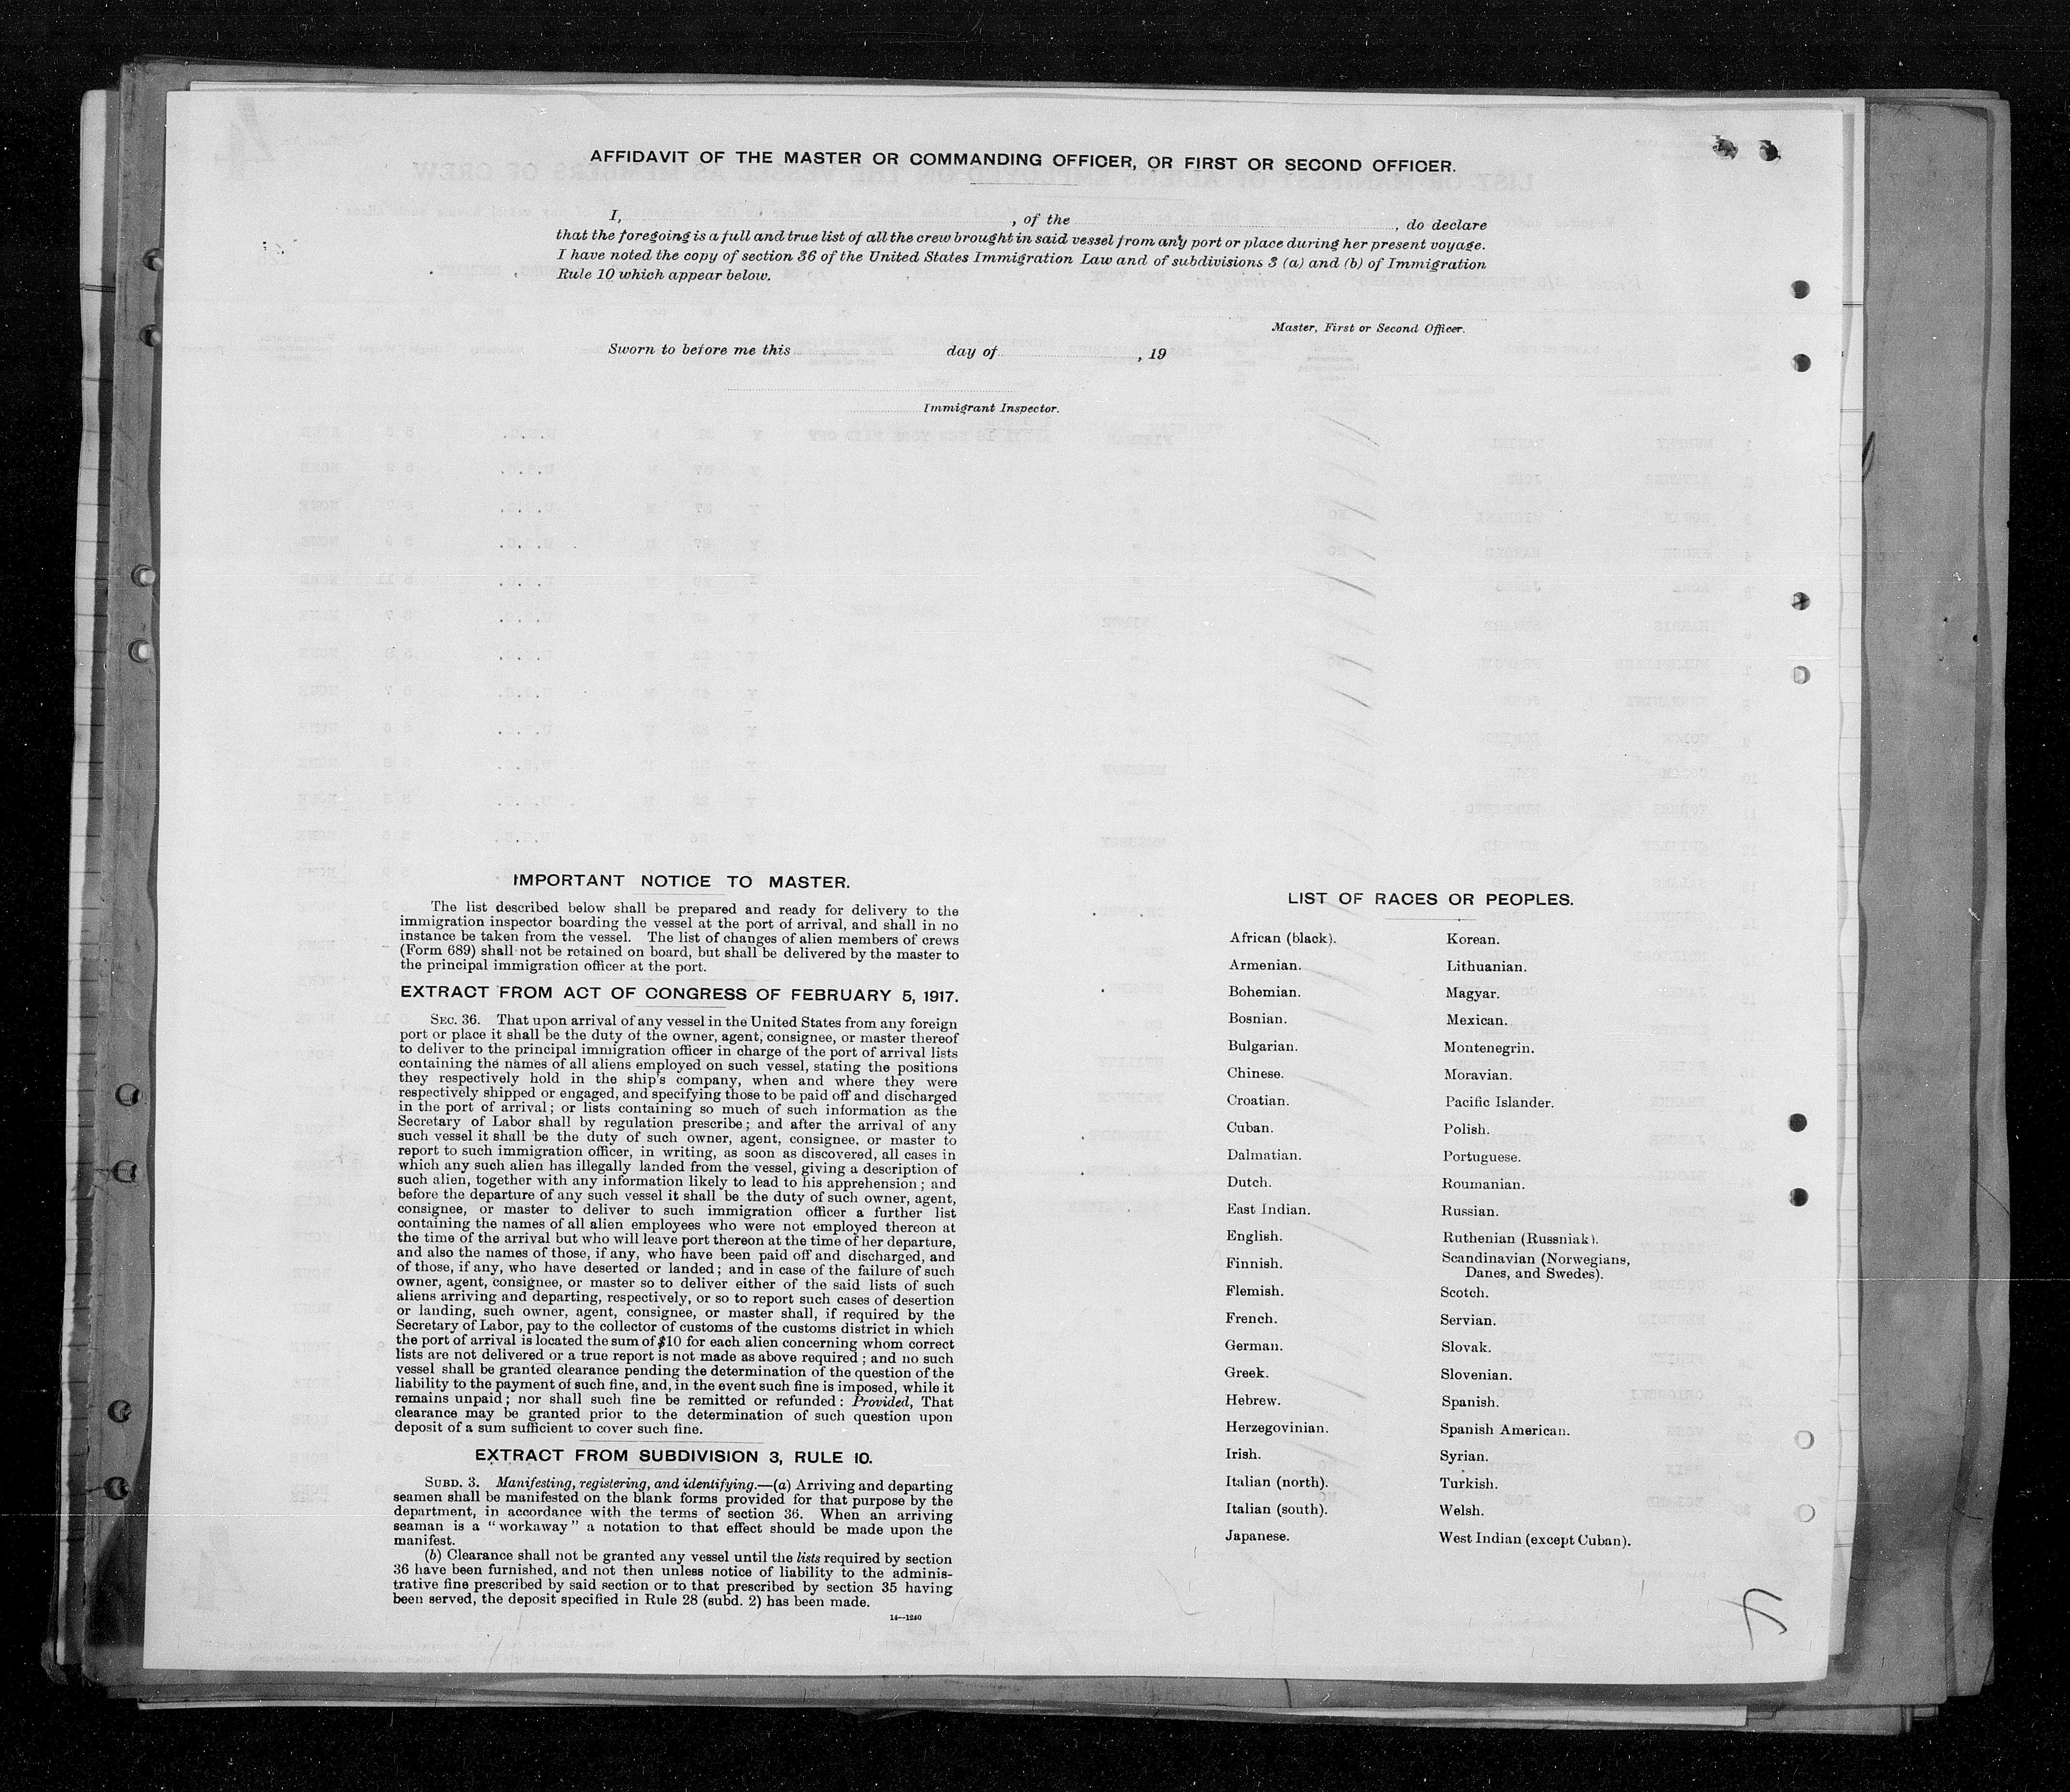 AFFIDAVIT OF THE MASTER OR COMMANDING OFFICER, OR FIRST OR SECOND OFFICER.
I, , of the , do declare
that the foregoing is a full and true list of all the crew brought in said vessel from any port or place during her present voyage.
I have noted the copy of section 36 of the United States Immigration Law and of subdivisions 3 (a) and (b) of Immigration
Rule 10 which appear below.
Master, First or Second Officer.
Sworn to before me this day of , 19
Immigrant Inspector.
IMPORTANT NOTICE TO MASTER.
The list described below shall be prepared and ready for delivery to the
immigration inspector boarding the vessel at the port of arrival, and shall in no
instance be taken from the vessel. The list of changes of alien members of crews
(Form 689) shall not be retained on board, but shall be delivered by the master to
the principal immigration officer at the port.
EXTRACT FROM ACT OF CONGRESS OF FEBRUARY 5, 1917.
SEC. 36. That upon arrival of any vessel in the United States from any foreign
port or place it shall be the duty of the owner, agent, consignee, or master thereof
to deliver to the principal immigration officer in charge of the port of arrival lists
containing the names of all aliens employed on such vessel, stating the positions
they respectively hold in the ship's company, when and where they were
respectively shipped or engaged, and specifying those to be paid off and discharged
in the port of arrival; or lists containing so much of such information as the
Secretary of Labor shall by regulation prescribe; and after the arrival of any
such vessel it shall be the duty of such owner, agent, consignee, or master to
report to such immigration officer, in writing, as soon as discovered, all cases in
which any such alien has illegally landed from the vessel, giving a description of
such alien, together with any information likely to lead to his apprehension; and
before the departure of any such vessel it shall be the duty of such owner, agent,
consignee, or master to deliver to such immigration officer a further list
containing the names of all alien employees who were not employed thereon at
the time of the arrival but who will leave port thereon at the time of her departure,
and also the names of those, if any, who have been paid off and discharged, and
of those, if any, who have deserted or landed; and in case of the failure of such
owner, agent, consignee, or master so to deliver either of the said lists of such
aliens arriving and departing, respectively, or so to report such cases of desertion
or landing, such owner, agent, consignee, or master shall, if required by the
Secretary of Labor, pay to the collector of customs of the customs district in which
the port of arrival is located the sum of $10 for each alien concerning whom correct
lists are not delivered or a true report is not made as above required; and no such
vessel shall be granted clearance pending the determination of the question of the
liability to the payment of such fine, and, in the event such fine is imposed, while it
remains unpaid; nor shall such fine be remitted or refunded: Provided, That
clearance may be granted prior to the determination of such question upon
deposit of a sum sufficient to cover such fine.
EXTRACT FROM SUBDIVISION 3, RULE 10.
SUBD. 3. Manifesting, registering, and identifying.—(a) Arriving and departing
seamen shall be manifested on the blank forms provided for that purpose by the
department, in accordance with the terms of section 36. When an arriving
seaman is a "workaway" a notation to that effect should be made upon the
manifest.
(b) Clearance shall not be granted any vessel until the lists required by section
36 have been furnished, and not then unless notice of liability to the adminis-
trative fine prescribed by said section or to that prescribed by section 35 having
been served, the deposit specified in Rule 28 (subd. 2) has been made.
14—1240
LIST OF RACES OR PEOPLES.
African (black).
Armenian.
Bohemian.
Bosnian.
Bulgarian.
Chinese.
Croatian.
Cuban.
Dalmatian.
Dutch.
East Indian.
English.
Finnish.
Flemish.
French.
German.
Greek.
Hebrew.
Herzegovinian.
Irish.
Italian (north).
Italian (south).
Japanese.
Korean.
Lithuanian.
Magyar.
Mexican.
Montenegrin.
Moravian.
Pacific Islander.
Polish.
Portuguese.
Roumanian.
Russian.
Ruthenian (Russniak).
Scandinavian (Norwegians,
Danes, and Swedes).
Scotch.
Servian.
Slovak.
Slovenian.
Spanish.
Spanish American.
Syrian.
Turkish.
Welsh.
West Indian (except Cuban).